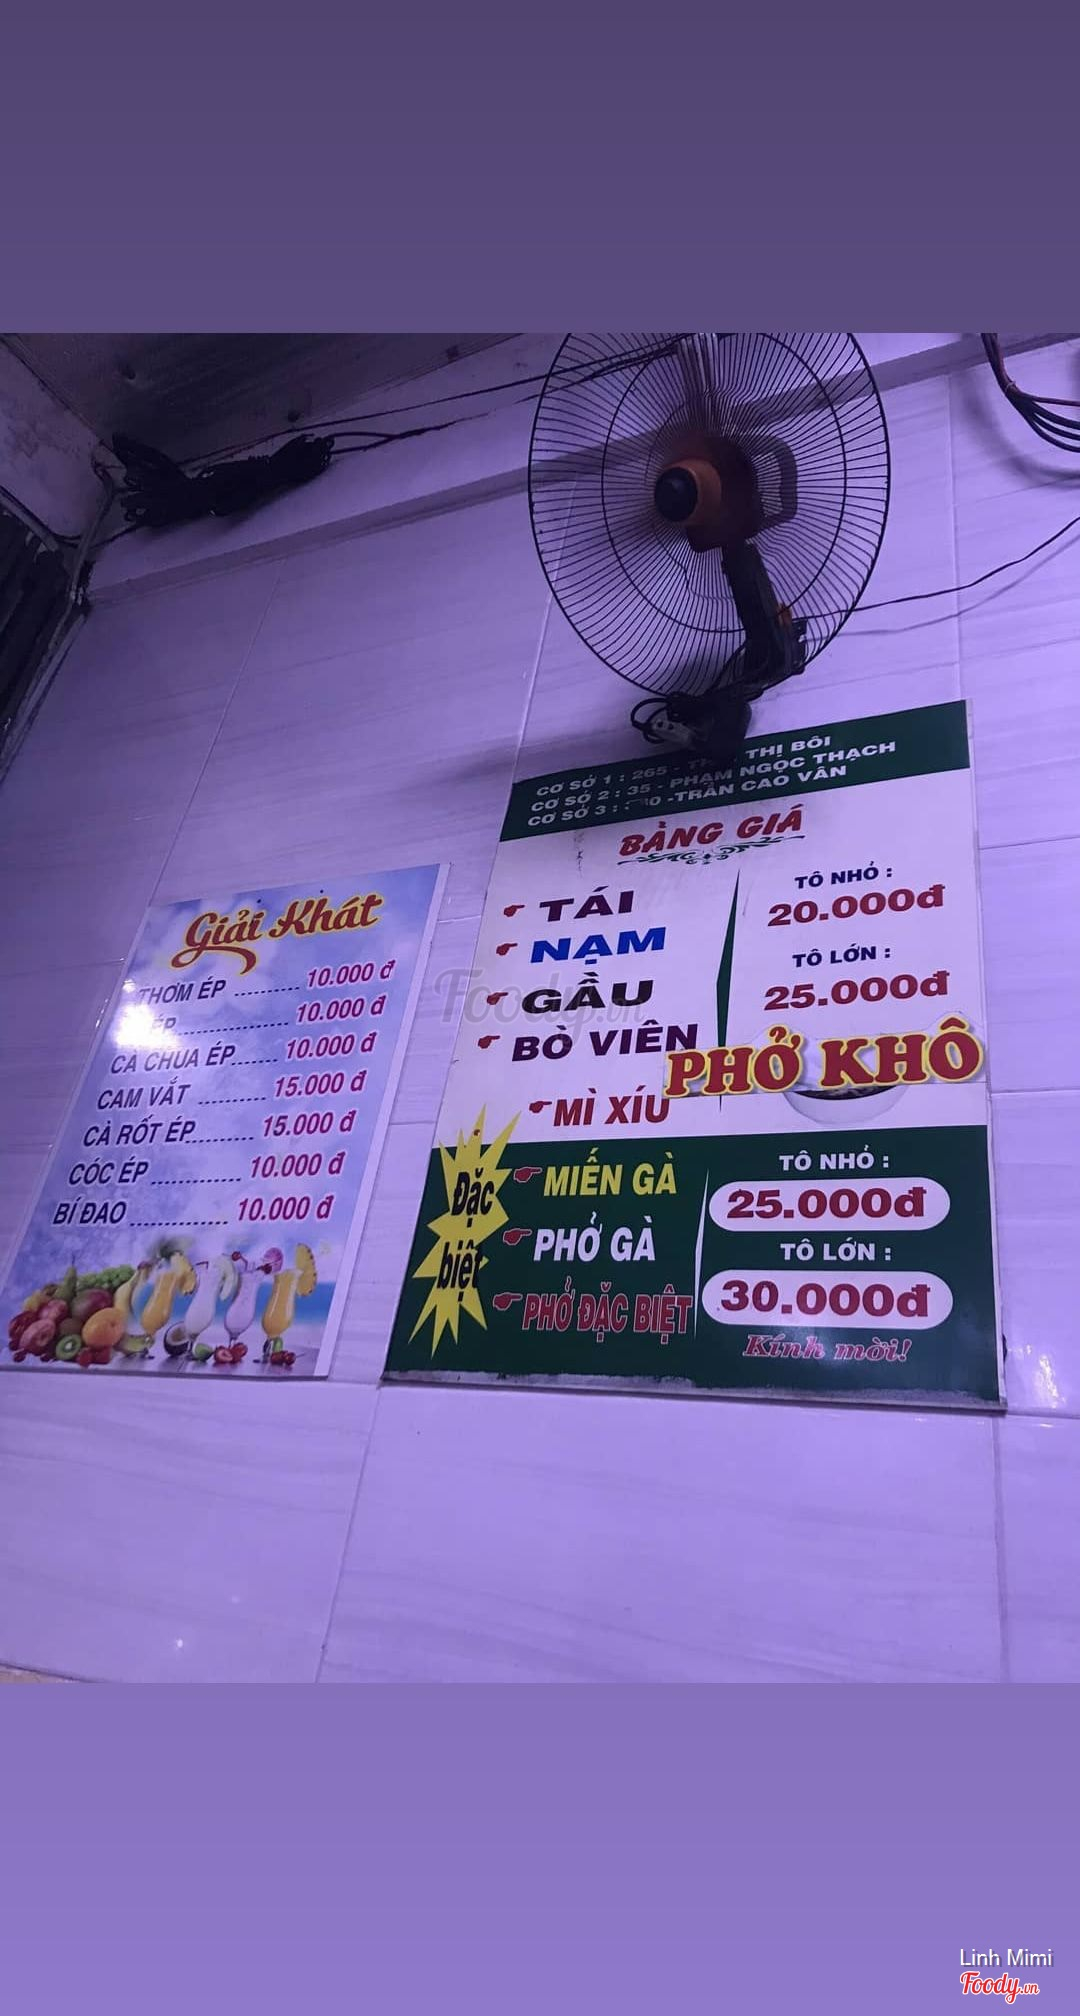 CƠ SỞ 1 : 265 - THỊ BÔI
CƠ SỞ 2 : 35 - PHẠM NGỌC THẠCH
CƠ SỞ 3 : -TRẦN CAO VÂN
BẢNG GIÁ
TÁI
NẠM
GẦU
BÒ VIÊN
MÌ XÍU
TÔ NHỎ :
20.000đ
TÔ LỚN :
25.000đ
PHỞ KHÔ
Đặc
biệt
MIẾN GÀ
PHỞ GÀ
PHỞ ĐẶC BIỆT
TÔ NHỎ :
25.000đ
TÔ LỚN :
30.000đ
Kính mời!
Giải Khát
THƠM ÉP ......... 10.000 đ
ÉP................. 10.000 đ
CÀ CHUA ÉP....... 10.000 đ
CAM VẮT .......... 15.000 đ
CÀ RỐT ÉP......... 15.000 đ
CÓC ÉP ............. 10.000 đ
BÍ ĐAO .............. 10.000 đ
Foody.vn
Linh Mimi
Foody.vn